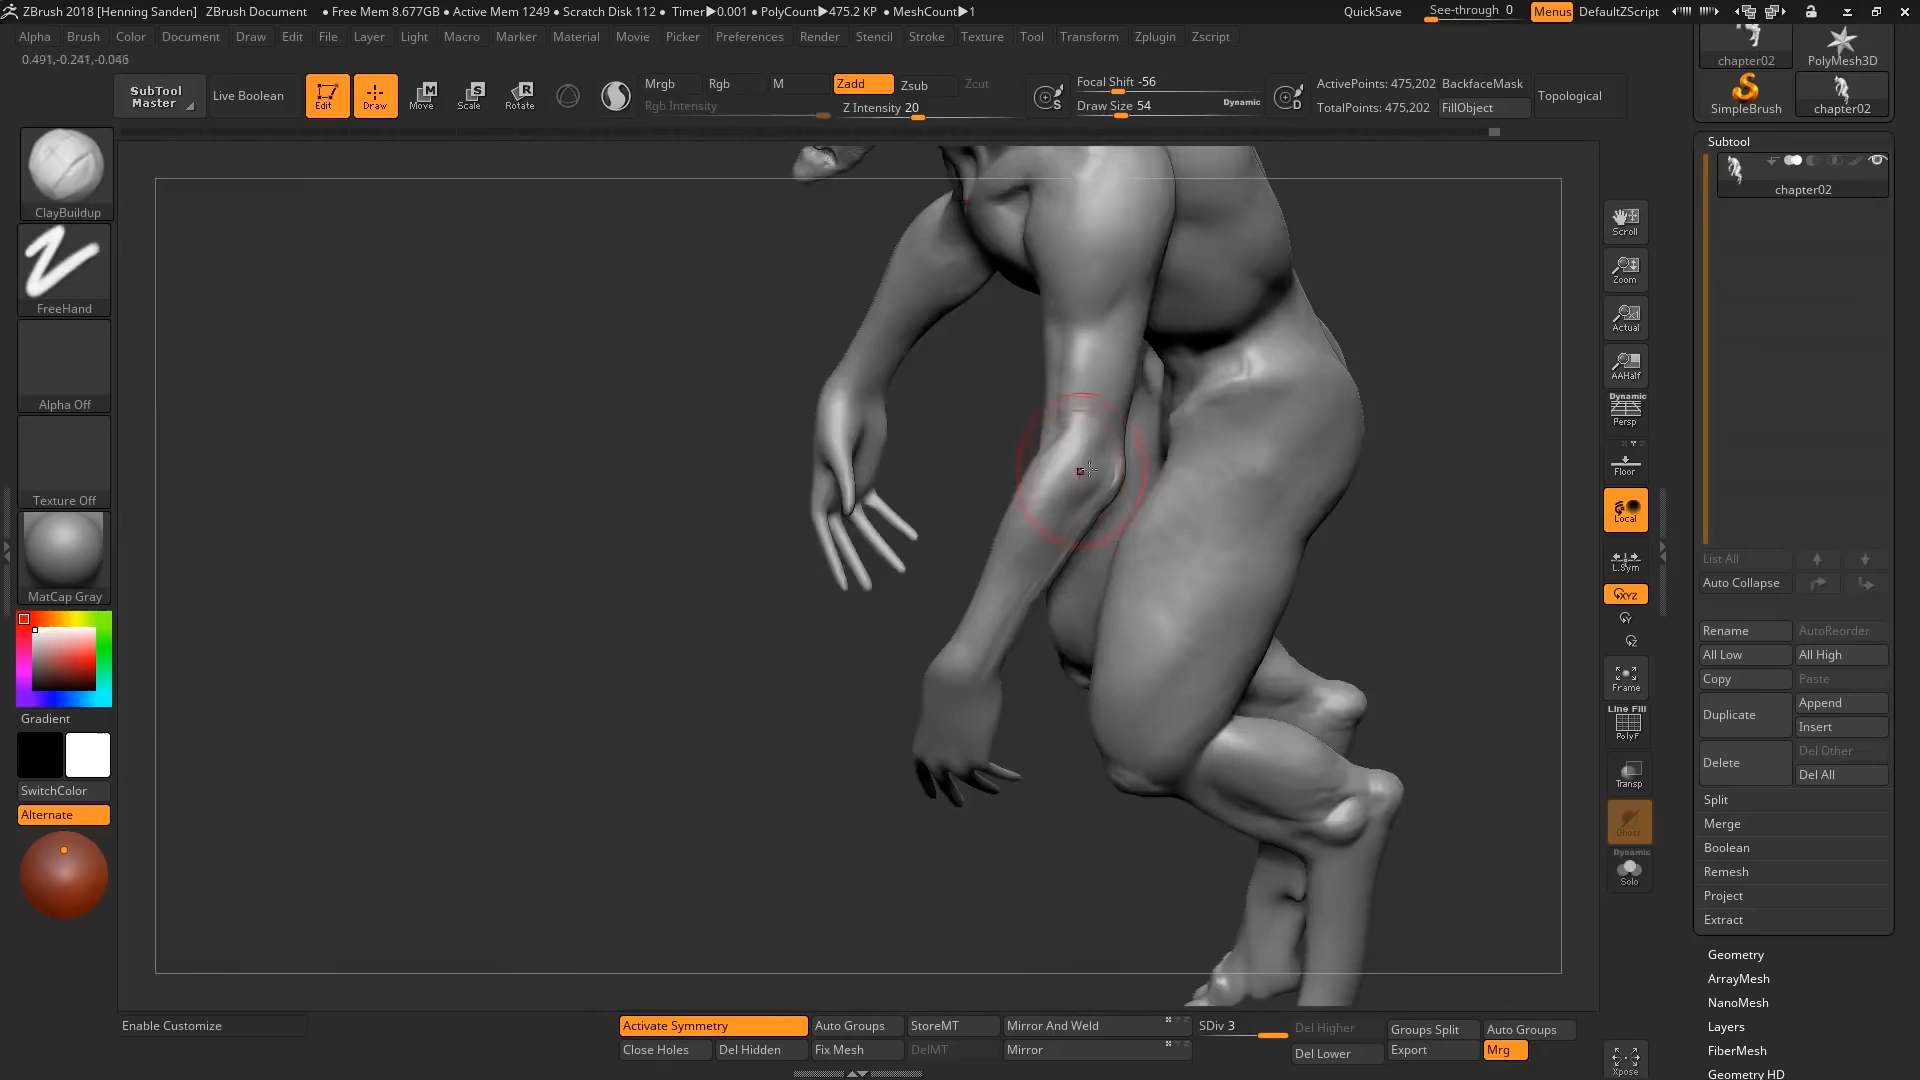 ZBrush 2018 [Henning Sanden] ZBrush Document • Free Mem 8.677GB • Active Mem 1249 • Scratch Disk 112 • Timer▶0.001 • PolyCount▶475.2 KP • MeshCount▶1 QuickSave See-through 0 Menus DefaultZScript
Alpha Brush Color Document Draw Edit File Layer Light Macro Marker Material Movie Picker Preferences Render Stencil Stroke Texture Tool Transform Zplugin Zscript
0.491,-0.241,-0.046
SubTool Master
Live Boolean
Edit Draw Move Scale Rotate
Mrgb Rgb M Zadd Zsub Zcut
Rgb Intensity Z Intensity 20
S
Focal Shift -56
Draw Size 54 Dynamic
D
ActivePoints: 475,202 BackfaceMask
TotalPoints: 475,202 FillObject
Topological
chapter02 PolyMesh3D
SimpleBrush chapter02
ClayBuildup
FreeHand
Alpha Off
Texture Off
MatCap Gray
Gradient
SwitchColor
Alternate
Scroll
Zoom
Actual
AAHalf
Dynamic
Persp
Floor
Local
L.Sym
XYZ
Y
Z
Frame
Line Fill
PolyF
Transp
Ghost
Dynamic
Solo
Xpose
Subtool
chapter02
List All
Auto Collapse
Rename AutoReorder
All Low All High
Copy Paste
Duplicate Append
Insert
Delete Del Other
Del All
Split
Merge
Boolean
Remesh
Project
Extract
Geometry
ArrayMesh
NanoMesh
Layers
FiberMesh
Geometry HD
Enable Customize
Activate Symmetry Auto Groups StoreMT Mirror And Weld SDiv 3 Del Higher Groups Split Auto Groups
Close Holes Del Hidden Fix Mesh DelMT Mirror Del Lower Export Mrg